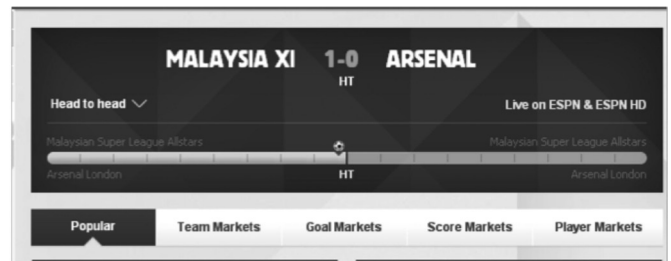 MALAYSIA XI 1-0 ARSENAL
HT
Head to head Live on ESPN & ESPN HD
Malaysian Super League Allstars Malaysian Super League Allstars
Arsenal London HT Arsenal London
Popular Team Markets Goal Markets Score Markets Player Markets